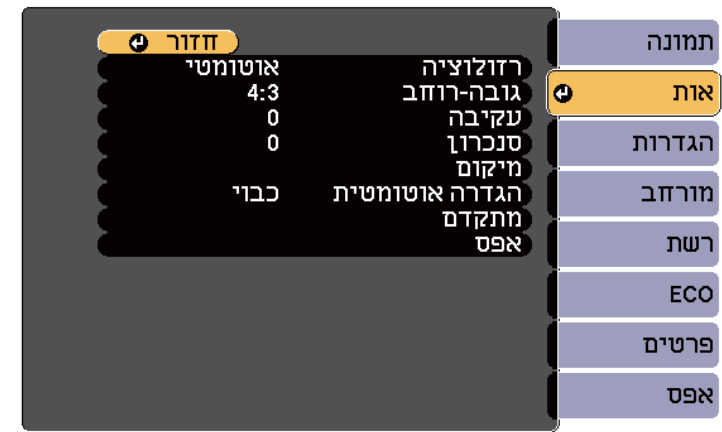 תמונה
אות
הגדרות
מורחב
רשת
ECO
פרטים
אפס
חזור
רזולוציה אוטומטי
גובה-רוחב 4:3
עקיבה 0
סנכרון 0
מיקום
הגדרה אוטומטית כבוי
מתקדם
אפס